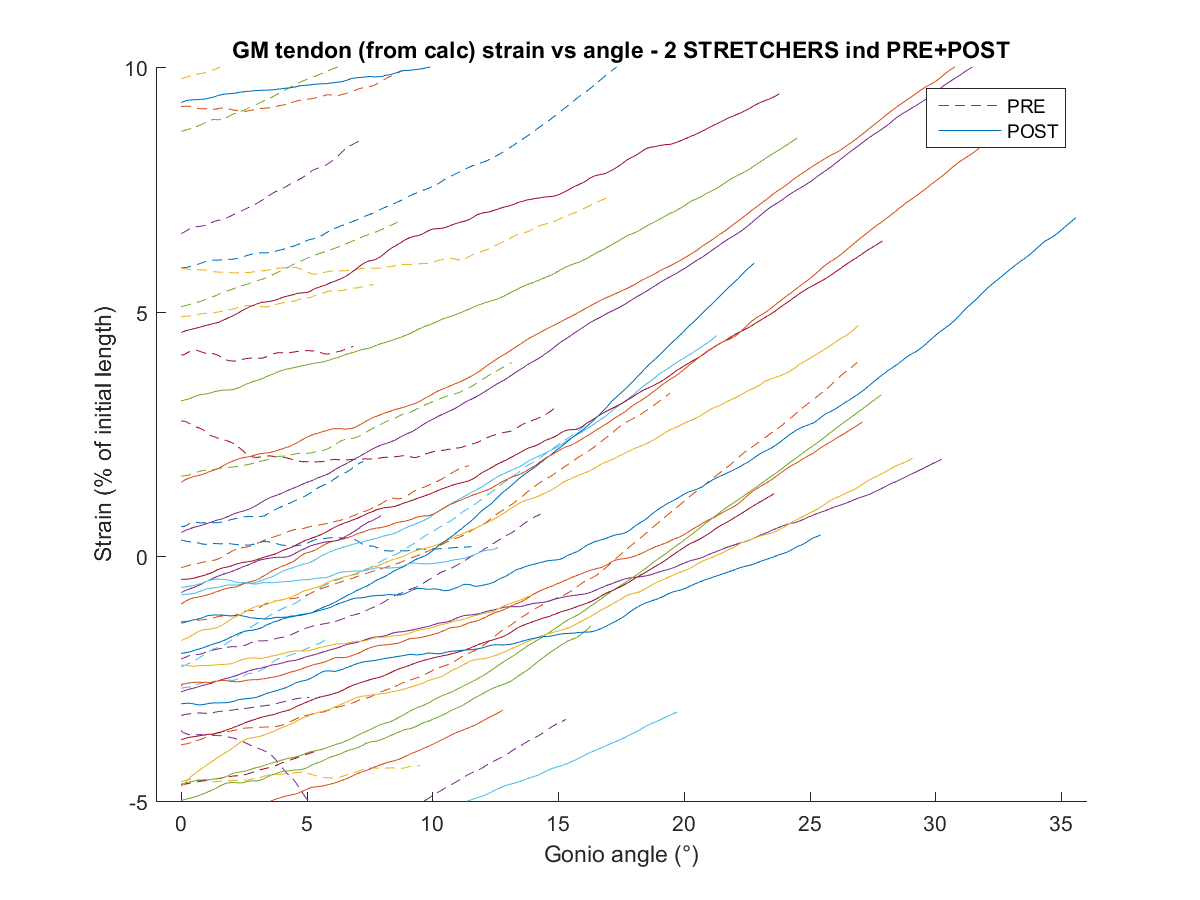 GM tendon (from calc) strain vs angle - 2 STRETCHERS ind PRE+POST
10
5
0
-5
Strain (% of initial length)
PRE
POST
0 5 10 15 20 25 30 35
Gonio angle (°)